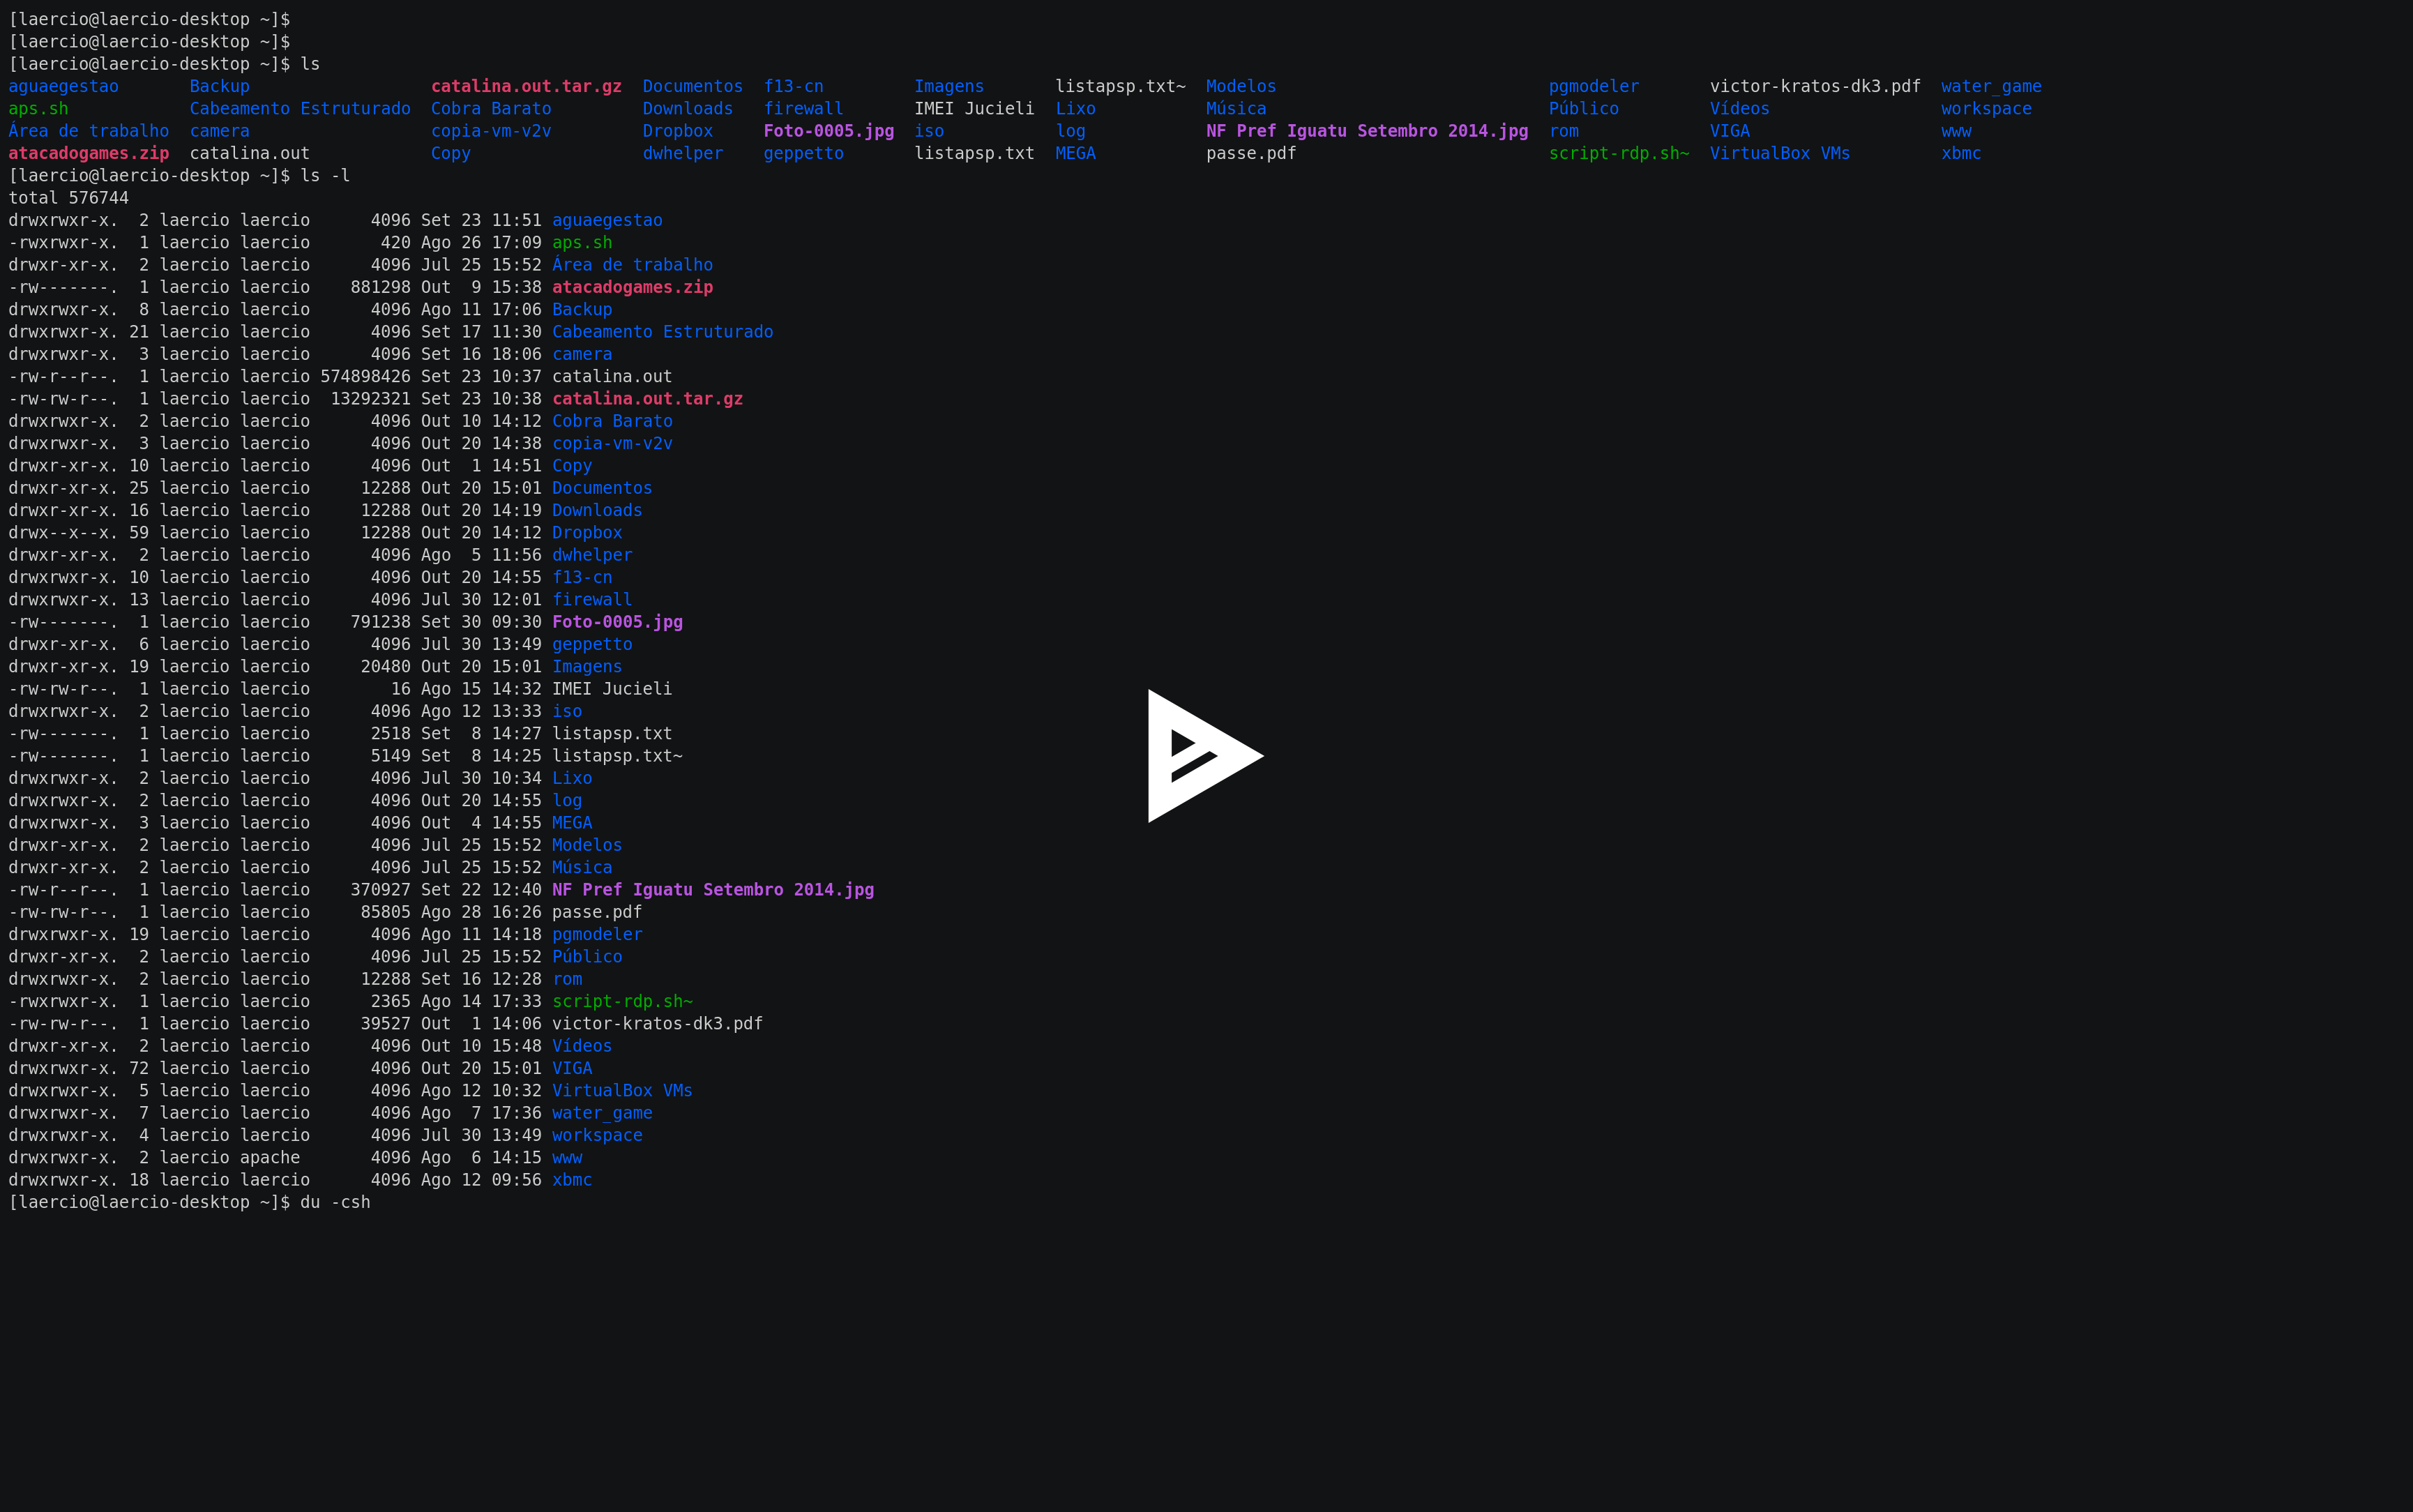 [laercio@laercio-desktop ~]$
[laercio@laercio-desktop ~]$
[laercio@laercio-desktop ~]$ ls
aguaegestao       Backup                  catalina.out.tar.gz  Documentos  f13-cn         Imagens      listapsp.txt~  Modelos                           pgmodeler       victor-kratos-dk3.pdf  water_game
aps.sh            Cabeamento Estruturado  Cobra Barato         Downloads   firewall       IMEI Jucieli  Lixo           Música                            Público         Vídeos                 workspace
Área de trabalho  camera                  copia-vm-v2v         Dropbox     Foto-0005.jpg  iso           log            NF Pref Iguatu Setembro 2014.jpg  rom             VIGA                   www
atacadogames.zip  catalina.out            Copy                 dwhelper    geppetto       listapsp.txt  MEGA           passe.pdf                         script-rdp.sh~  VirtualBox VMs         xbmc
[laercio@laercio-desktop ~]$ ls -l
total 576744
drwxrwxr-x.  2 laercio laercio      4096 Set 23 11:51 aguaegestao
-rwxrwxr-x.  1 laercio laercio       420 Ago 26 17:09 aps.sh
drwxr-xr-x.  2 laercio laercio      4096 Jul 25 15:52 Área de trabalho
-rw-------.  1 laercio laercio    881298 Out  9 15:38 atacadogames.zip
drwxrwxr-x.  8 laercio laercio      4096 Ago 11 17:06 Backup
drwxrwxr-x. 21 laercio laercio      4096 Set 17 11:30 Cabeamento Estruturado
drwxrwxr-x.  3 laercio laercio      4096 Set 16 18:06 camera
-rw-r--r--.  1 laercio laercio 574898426 Set 23 10:37 catalina.out
-rw-rw-r--.  1 laercio laercio  13292321 Set 23 10:38 catalina.out.tar.gz
drwxrwxr-x.  2 laercio laercio      4096 Out 10 14:12 Cobra Barato
drwxrwxr-x.  3 laercio laercio      4096 Out 20 14:38 copia-vm-v2v
drwxr-xr-x. 10 laercio laercio      4096 Out  1 14:51 Copy
drwxr-xr-x. 25 laercio laercio     12288 Out 20 15:01 Documentos
drwxr-xr-x. 16 laercio laercio     12288 Out 20 14:19 Downloads
drwx--x--x. 59 laercio laercio     12288 Out 20 14:12 Dropbox
drwxr-xr-x.  2 laercio laercio      4096 Ago  5 11:56 dwhelper
drwxrwxr-x. 10 laercio laercio      4096 Out 20 14:55 f13-cn
drwxrwxr-x. 13 laercio laercio      4096 Jul 30 12:01 firewall
-rw-------.  1 laercio laercio    791238 Set 30 09:30 Foto-0005.jpg
drwxr-xr-x.  6 laercio laercio      4096 Jul 30 13:49 geppetto
drwxr-xr-x. 19 laercio laercio     20480 Out 20 15:01 Imagens
-rw-rw-r--.  1 laercio laercio        16 Ago 15 14:32 IMEI Jucieli
drwxrwxr-x.  2 laercio laercio      4096 Ago 12 13:33 iso
-rw-------.  1 laercio laercio      2518 Set  8 14:27 listapsp.txt
-rw-------.  1 laercio laercio      5149 Set  8 14:25 listapsp.txt~
drwxrwxr-x.  2 laercio laercio      4096 Jul 30 10:34 Lixo
drwxrwxr-x.  2 laercio laercio      4096 Out 20 14:55 log
drwxrwxr-x.  3 laercio laercio      4096 Out  4 14:55 MEGA
drwxr-xr-x.  2 laercio laercio      4096 Jul 25 15:52 Modelos
drwxr-xr-x.  2 laercio laercio      4096 Jul 25 15:52 Música
-rw-r--r--.  1 laercio laercio    370927 Set 22 12:40 NF Pref Iguatu Setembro 2014.jpg
-rw-rw-r--.  1 laercio laercio     85805 Ago 28 16:26 passe.pdf
drwxrwxr-x. 19 laercio laercio      4096 Ago 11 14:18 pgmodeler
drwxr-xr-x.  2 laercio laercio      4096 Jul 25 15:52 Público
drwxrwxr-x.  2 laercio laercio     12288 Set 16 12:28 rom
-rwxrwxr-x.  1 laercio laercio      2365 Ago 14 17:33 script-rdp.sh~
-rw-rw-r--.  1 laercio laercio     39527 Out  1 14:06 victor-kratos-dk3.pdf
drwxr-xr-x.  2 laercio laercio      4096 Out 10 15:48 Vídeos
drwxrwxr-x. 72 laercio laercio      4096 Out 20 15:01 VIGA
drwxrwxr-x.  5 laercio laercio      4096 Ago 12 10:32 VirtualBox VMs
drwxrwxr-x.  7 laercio laercio      4096 Ago  7 17:36 water_game
drwxrwxr-x.  4 laercio laercio      4096 Jul 30 13:49 workspace
drwxrwxr-x.  2 laercio apache       4096 Ago  6 14:15 www
drwxrwxr-x. 18 laercio laercio      4096 Ago 12 09:56 xbmc
[laercio@laercio-desktop ~]$ du -csh